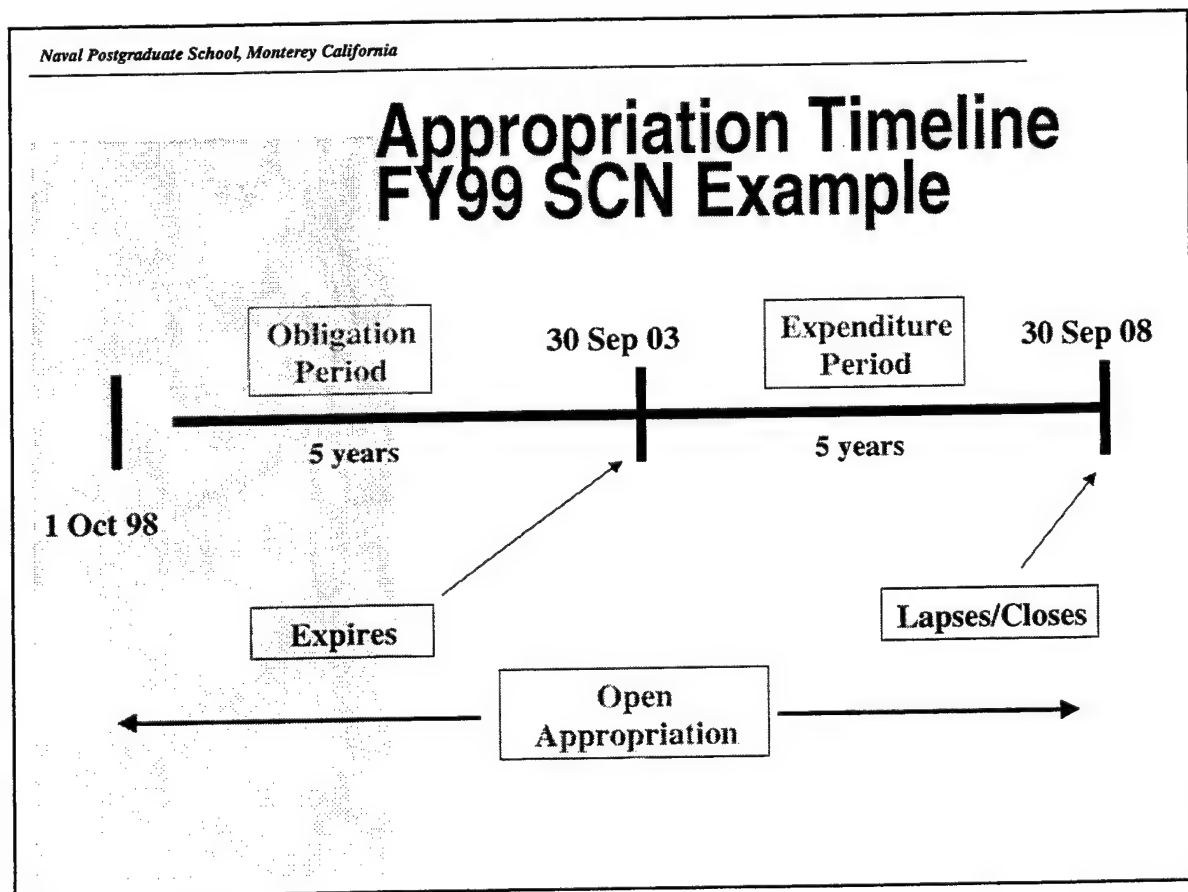 Naval Postgraduate School, Monterey California
Appropriation Timeline
FY99 SCN Example
Obligation
Period
30 Sep 03
Expenditure
Period
30 Sep 08
5 years
5 years
1 Oct 98
Expires
Lapses/Closes
Open
Appropriation